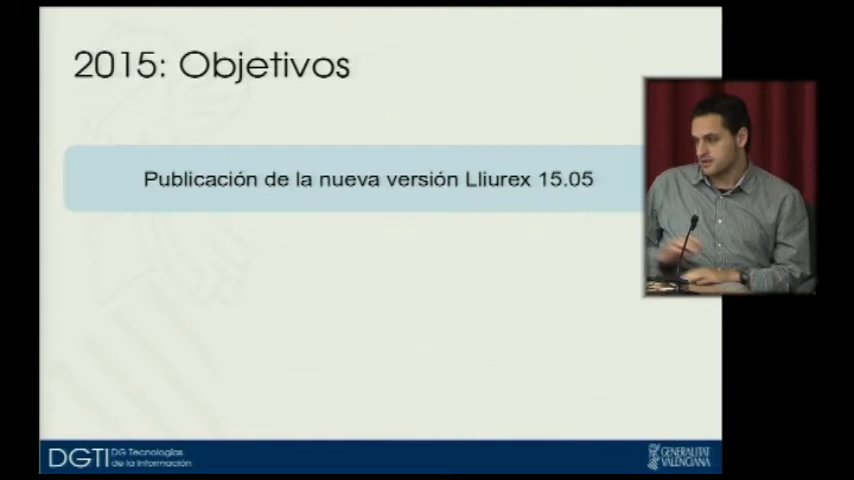 2015: Objetivos
Publicación de la nueva versión Lliurex 15.05
DGTI
DG Tecnologías
de la Información
GENERALITAT
VALENCIANA